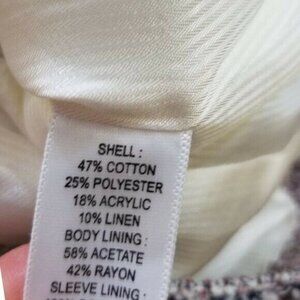 SHELL :
47% COTTON
25% POLYESTER
18% ACRYLIC
10% LINEN
BODY LINING :
58% ACETATE
42% RAYON
SLEEVE LINING :